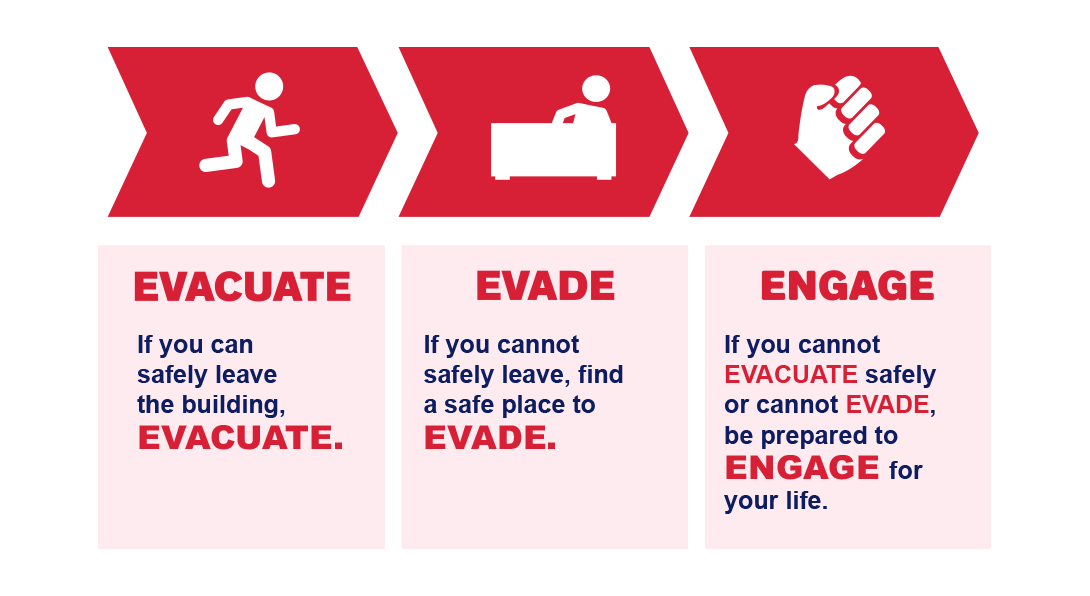 EVACUATE
If you can
safely leave
the building,
EVACUATE.
EVADE
If you cannot
safely leave, find
a safe place to
EVADE.
ENGAGE
If you cannot
EVACUATE safely
or cannot EVADE,
be prepared to
ENGAGE for
your life.